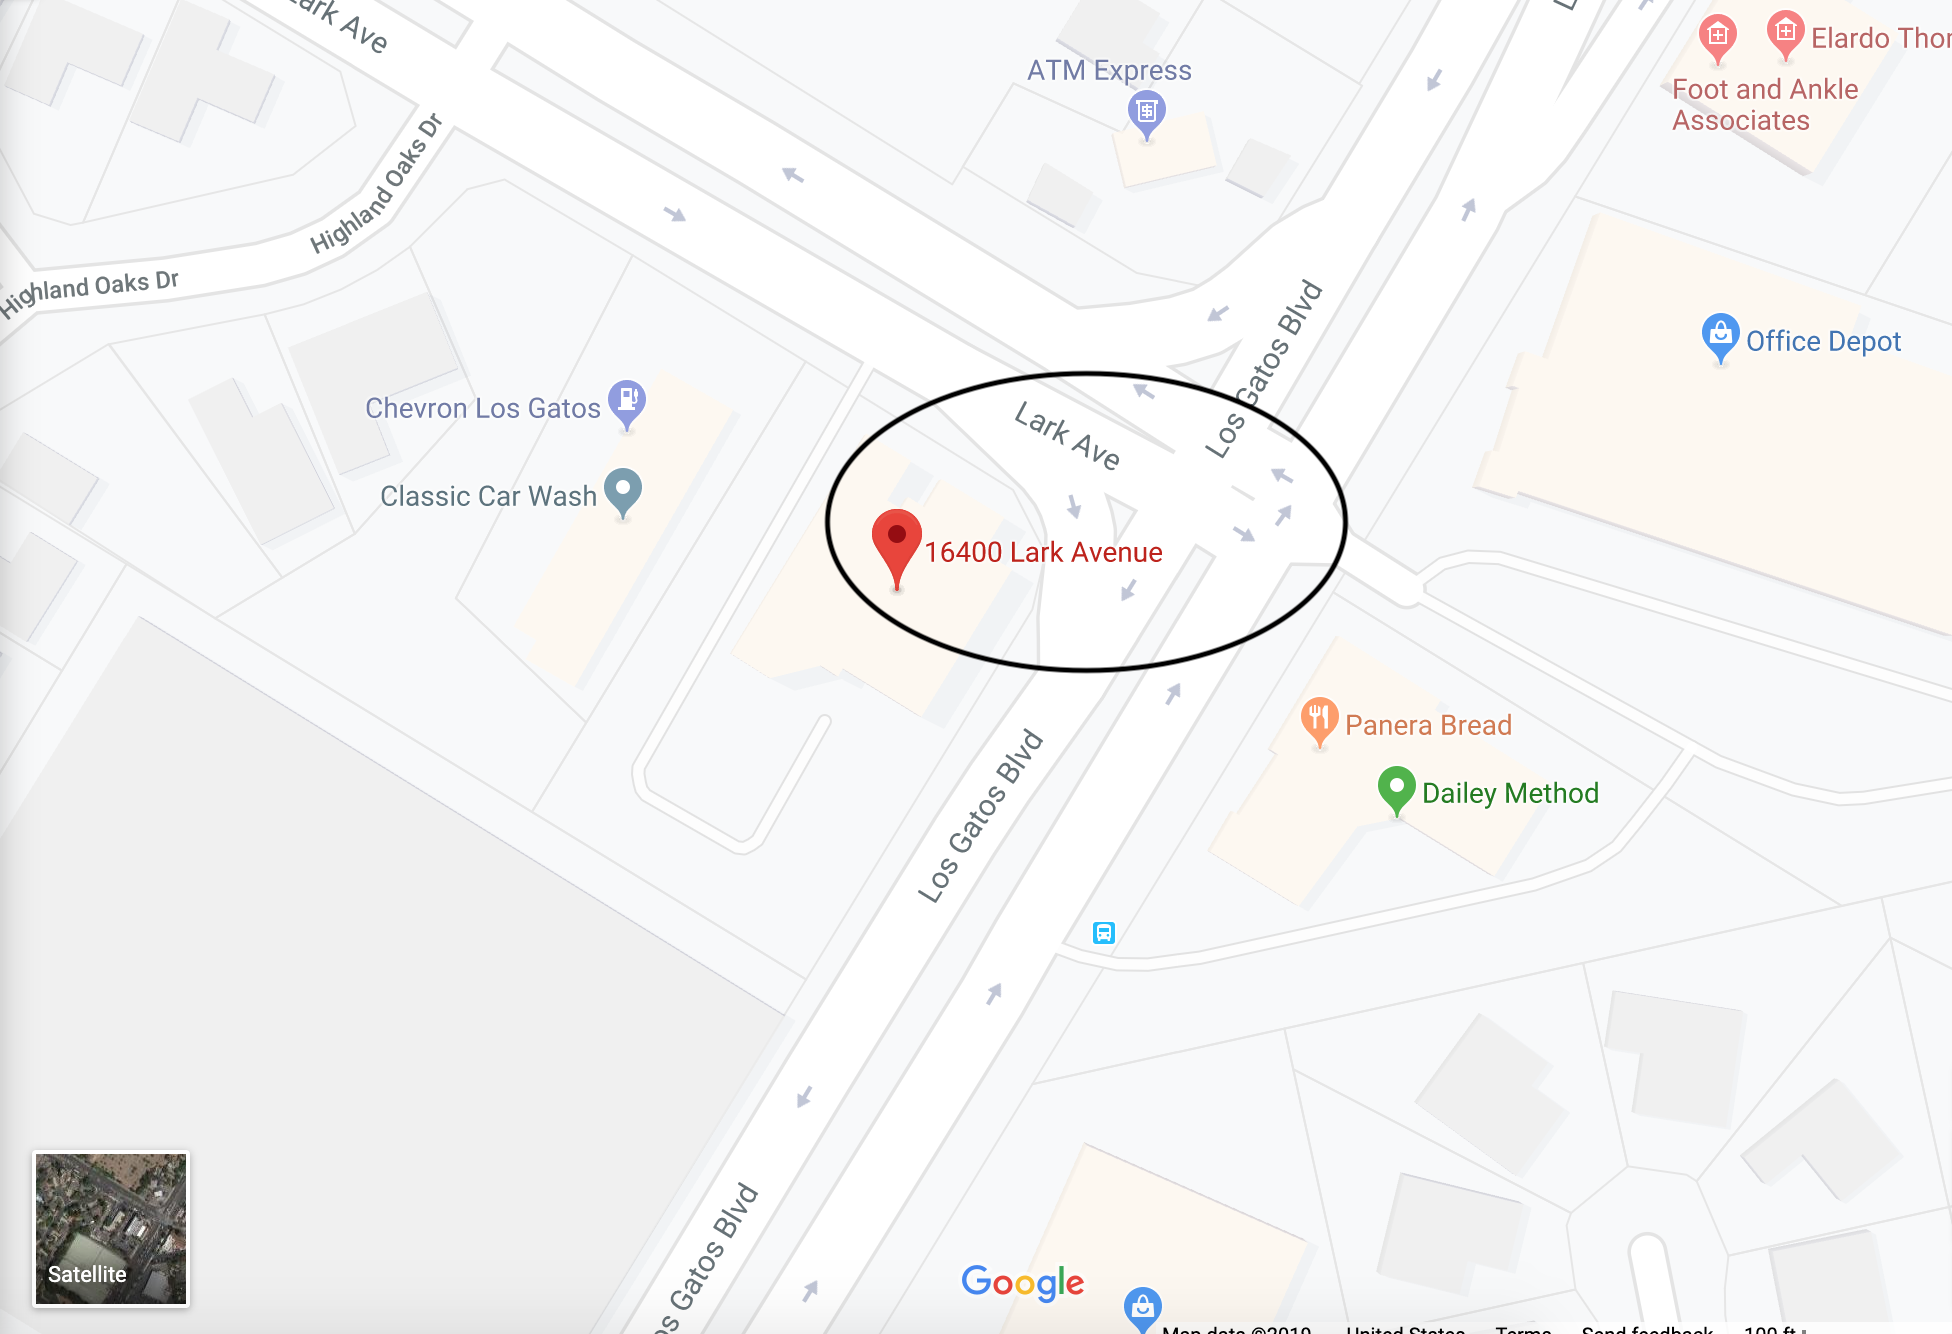 Lark Ave
ATM Express
Elardo Thor
Foot and Ankle
Associates
Highland Oaks Dr
Highland Oaks Dr
High
Los Gatos Blvd
Office Depot
Chevron Los Gatos
Lark Ave
Classic Car Wash
16400 Lark Avenue
Panera Bread
Dailey Method
Los Gatos Blvd
os Gatos Blvd
Satellite
Google
Map data ©2019 United States Terms Send feedback 100 ft